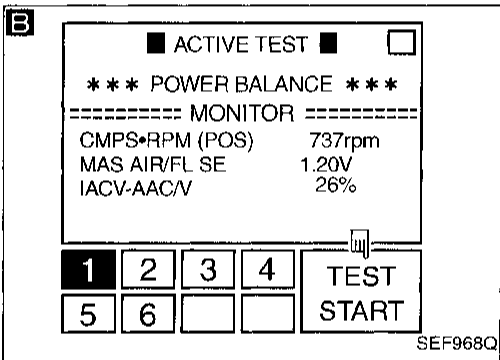 B
■ ACTIVE TEST ■ □
∗∗∗ POWER BALANCE ∗∗∗
========= MONITOR =========
CMPS•RPM (POS) 737rpm
MAS AIR/FL SE 1.20V
IACV-AAC/V 26%
1 2 3 4 TEST
5 6 START
SEF968Q